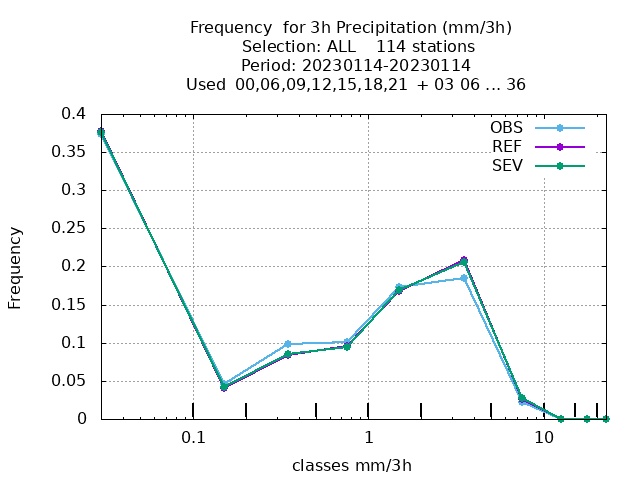 Frequency for 3h Precipitation (mm/3h)
Selection: ALL 114 stations
Period: 20230114-20230114
Used 00,06,09,12,15,18,21 + 03 06 ... 36
0.4
0.35
0.3
0.25
0.2
0.15
0.1
0.05
0
Frequency
OBS
REF
SEV
0.1 1 10
classes mm/3h